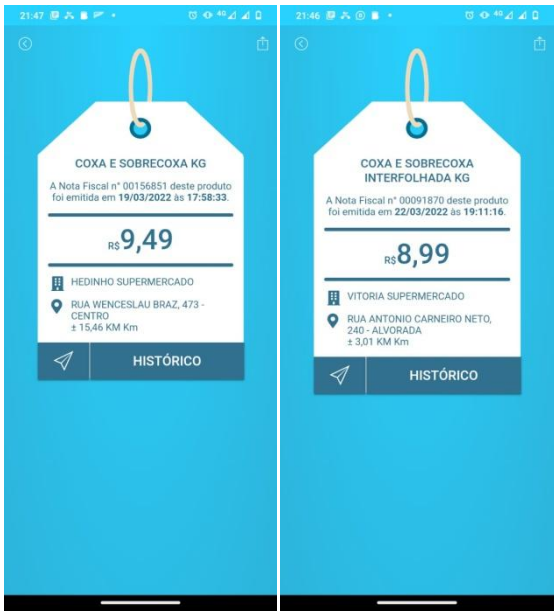 21:47
4G
COXA E SOBRECOXA KG
A Nota Fiscal n° 00156851 deste produto
foi emitida em 19/03/2022 às 17:58:33.
R$9,49
HEDINHO SUPERMERCADO
RUA WENCESLAU BRAZ, 473 -
CENTRO
± 15,46 KM Km
HISTÓRICO
21:46
4G
COXA E SOBRECOXA
INTERFOLHADA KG
A Nota Fiscal n° 00091870 deste produto
foi emitida em 22/03/2022 às 19:11:16.
R$8,99
VITORIA SUPERMERCADO
RUA ANTONIO CARNEIRO NETO,
240 - ALVORADA
± 3,01 KM Km
HISTÓRICO